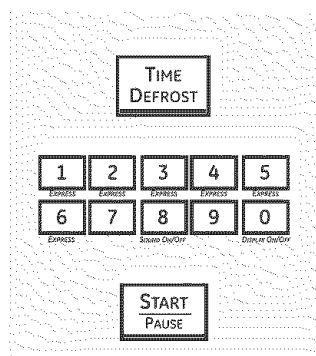 TIME
DEFROST
1 2 3 4 5
EXPRESS EXPRESS EXPRESS EXPRESS EXPRESS
6 7 8 9 0
EXPRESS SOUND ON/OFF DISPLAY ON/OFF
START
PAUSE